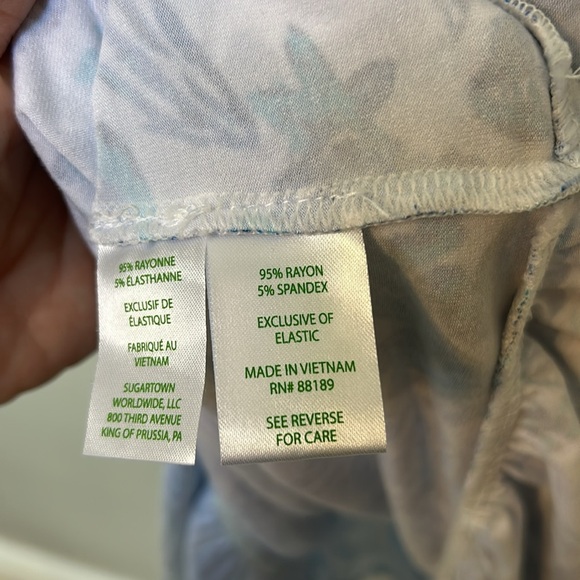 95% RAYONNE
5% ÉLASTHANNE
EXCLUSIF DE
ÉLASTIQUE
FABRIQUÉ AU
VIETNAM
SUGARTOWN
WORLDWIDE, LLC
800 THIRD AVENUE
KING OF PRUSSIA, PA
95% RAYON
5% SPANDEX
EXCLUSIVE OF
ELASTIC
MADE IN VIETNAM
RN# 88189
SEE REVERSE
FOR CARE